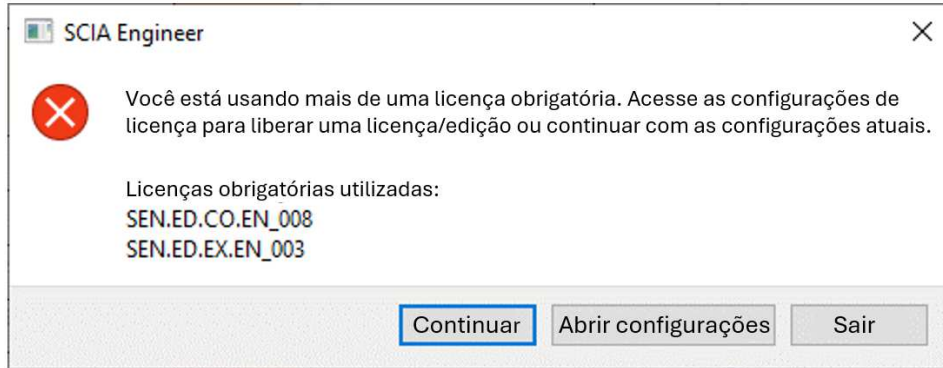 SCIA Engineer
Você está usando mais de uma licença obrigatória. Acesse as configurações de
licença para liberar uma licença/edição ou continuar com as configurações atuais.
Licenças obrigatórias utilizadas:
SEN.ED.CO.EN_008
SEN.ED.EX.EN_003
Continuar Abrir configurações Sair